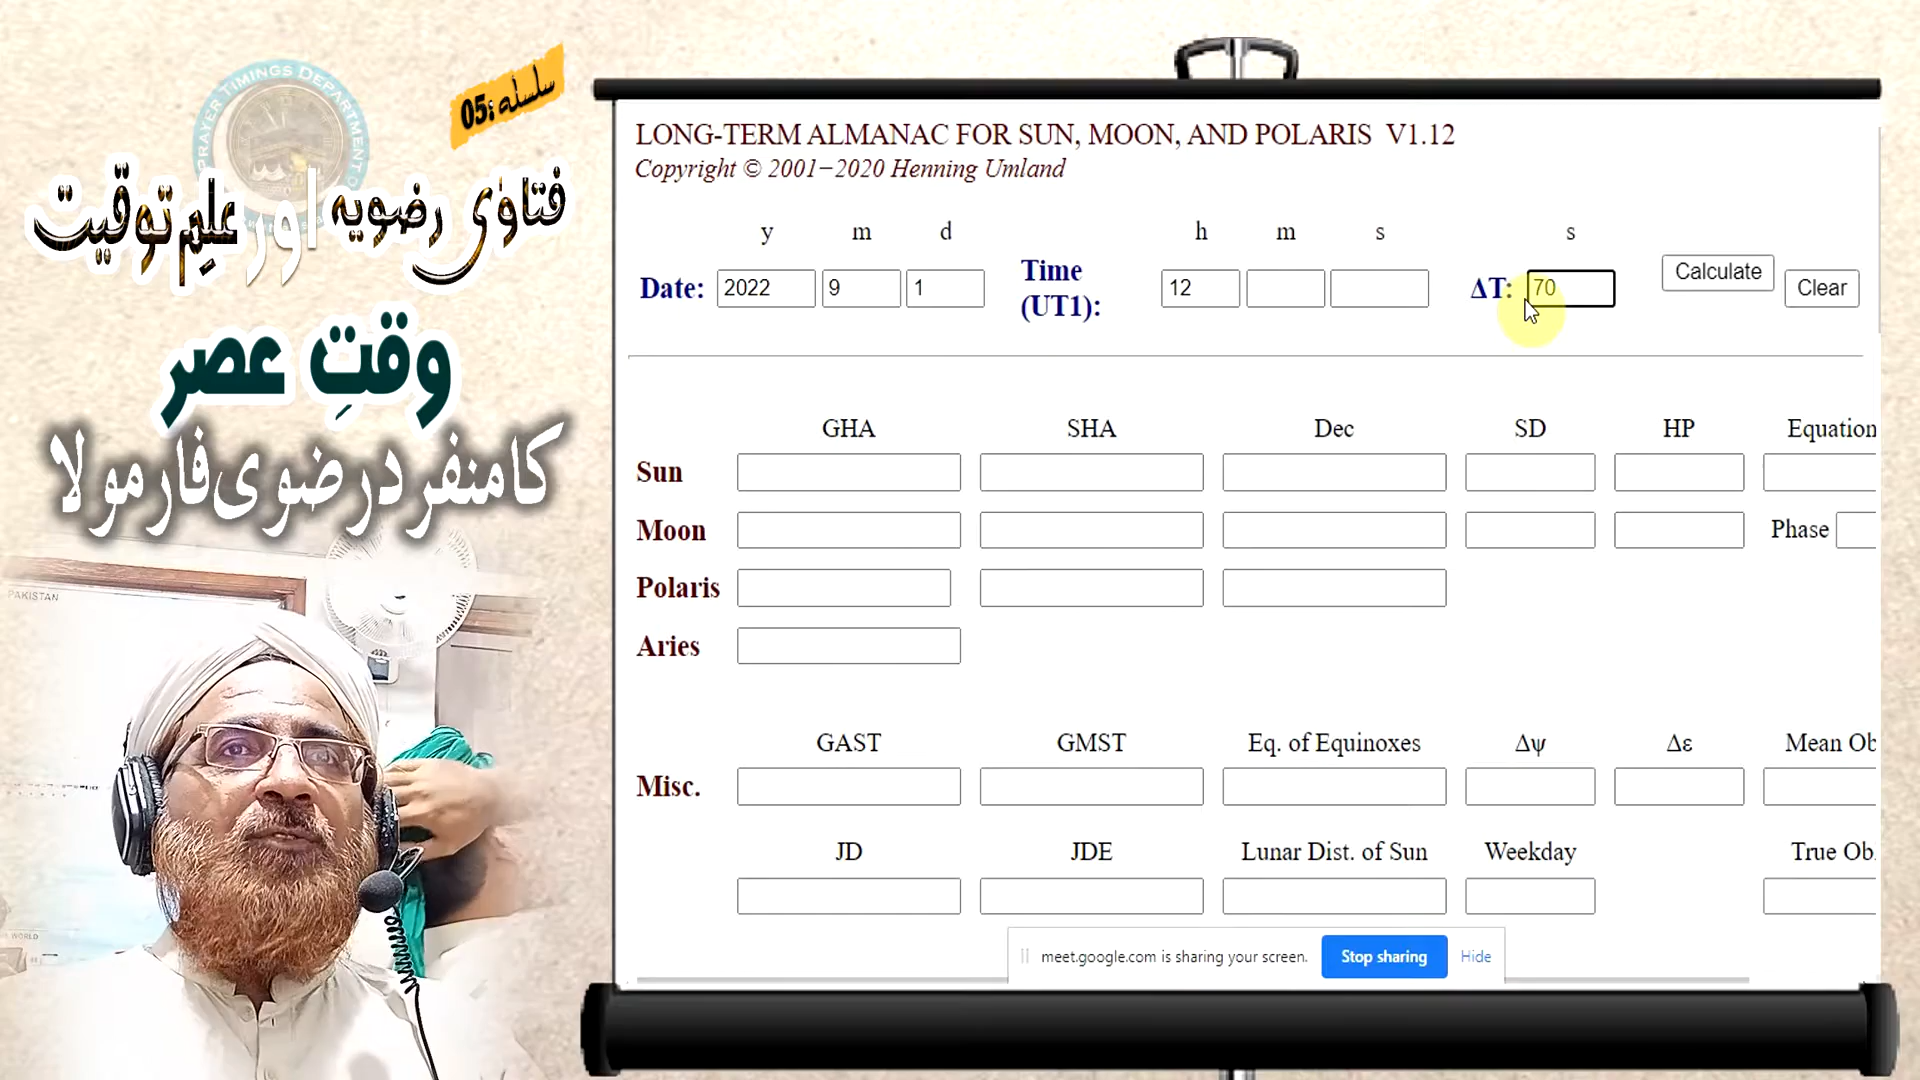 سلسلہ :05
PRAYER TIMINGS DEPARTMENT
فتاویٰ رضویہ اور علمِ توقیت
وقتِ عصر
کا منفرد رضوی فارمولا
PAKISTAN
WORLD
LONG-TERM ALMANAC FOR SUN, MOON, AND POLARIS V1.12
Copyright © 2001−2020 Henning Umland
y m d h m s s
Date: 2022 9 1 Time (UT1): 12 ΔT: 70 Calculate Clear
GHA SHA Dec SD HP Equation
Sun
Moon Phase
Polaris
Aries
GAST GMST Eq. of Equinoxes Δψ Δε Mean Ob
Misc.
JD JDE Lunar Dist. of Sun Weekday True Ob.
meet.google.com is sharing your screen. Stop sharing Hide